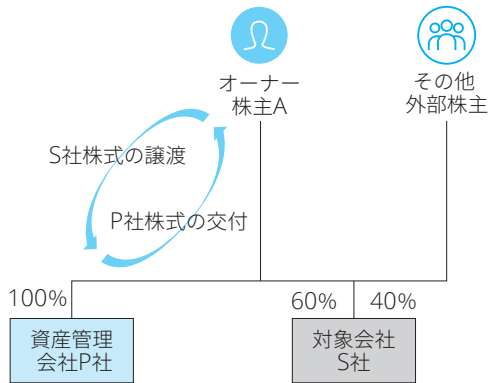 オーナー
株主A
その他
外部株主
S社株式の譲渡
P社株式の交付
100%
60%
40%
資産管理
会社P社
対象会社
S社